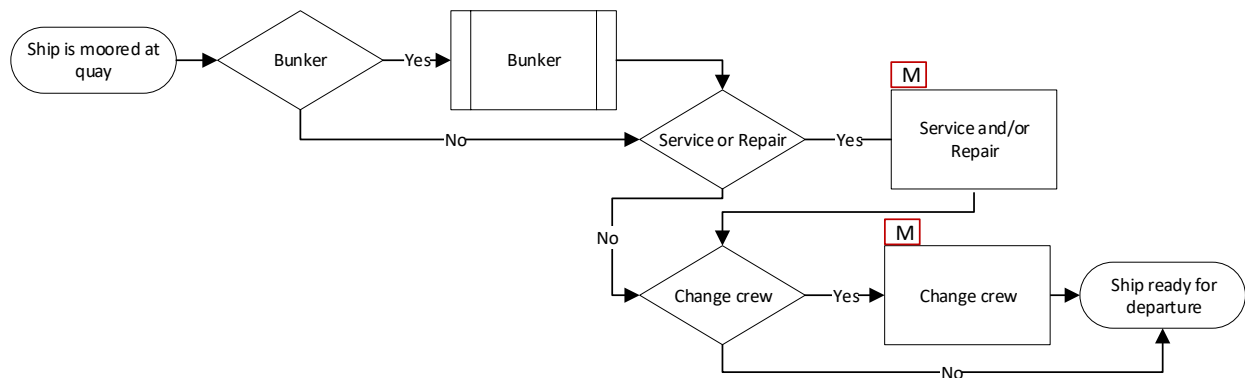 Ship is moored at
quay
Bunker
Yes
Bunker
No
Service or Repair
Yes
M
Service and/or
Repair
No
Change crew
Yes
M
Change crew
Ship ready for
departure
No